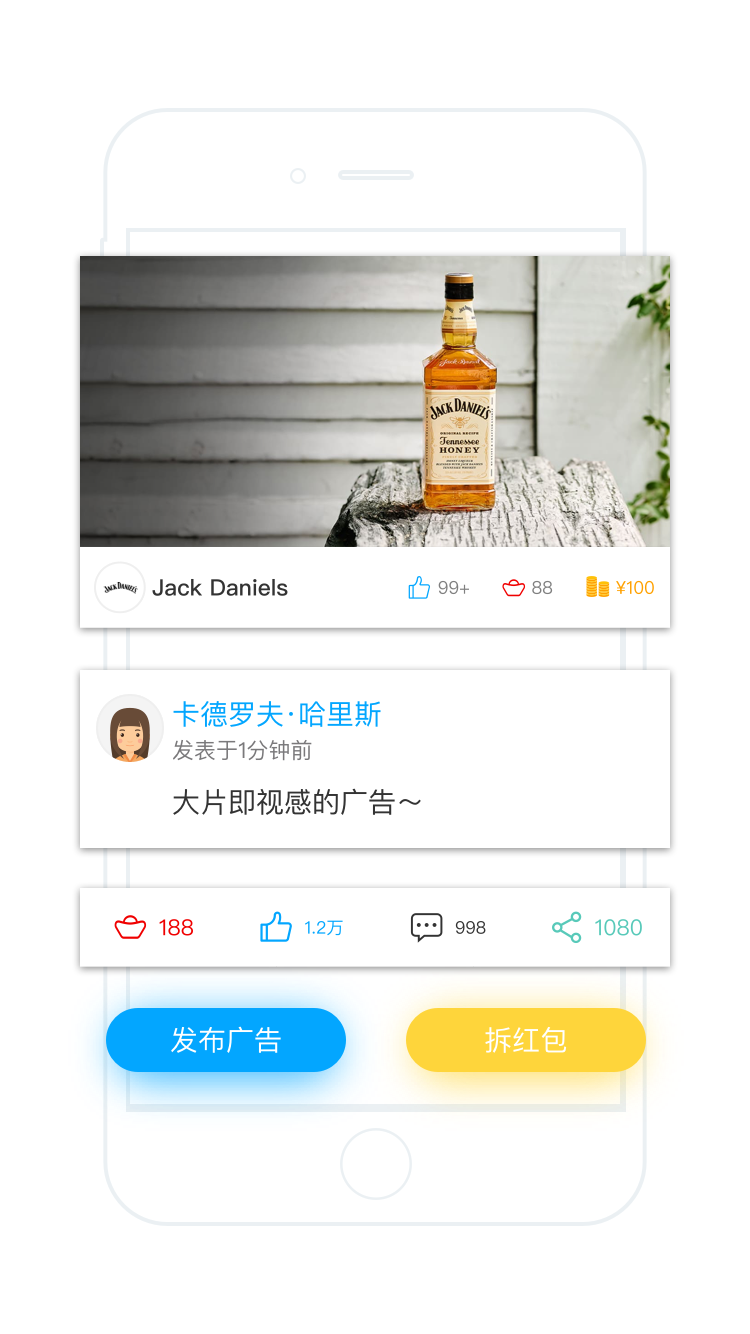 Jack Daniel's
JACK DANIEL'S
ORIGINAL RECIPE
Tennessee
HONEY
JACK DANIEL'S
Jack Daniels
99+
88
¥100
卡德罗夫·哈里斯
发表于1分钟前
大片即视感的广告～
188
1.2万
998
1080
发布广告
拆红包